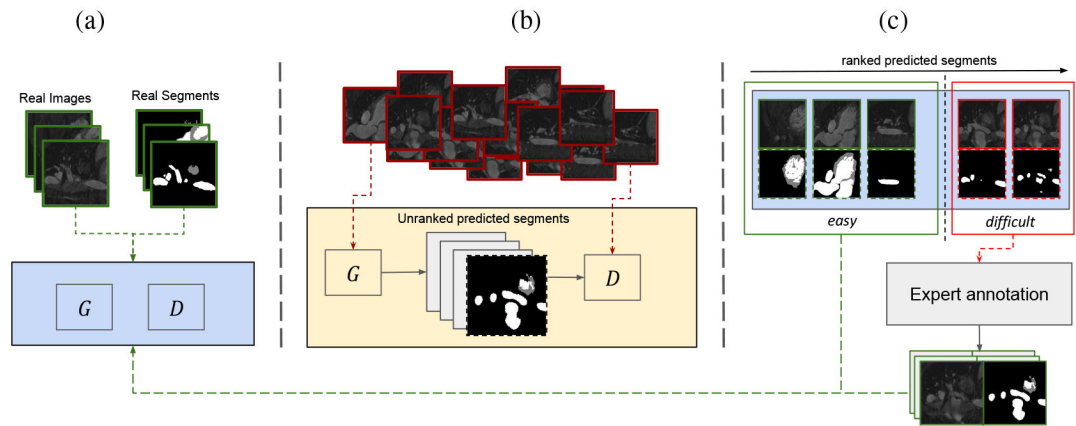 (a)
Real Images
Real Segments
G
D
(b)
Unranked predicted segments
G
D
(c)
ranked predicted segments
easy
difficult
Expert annotation